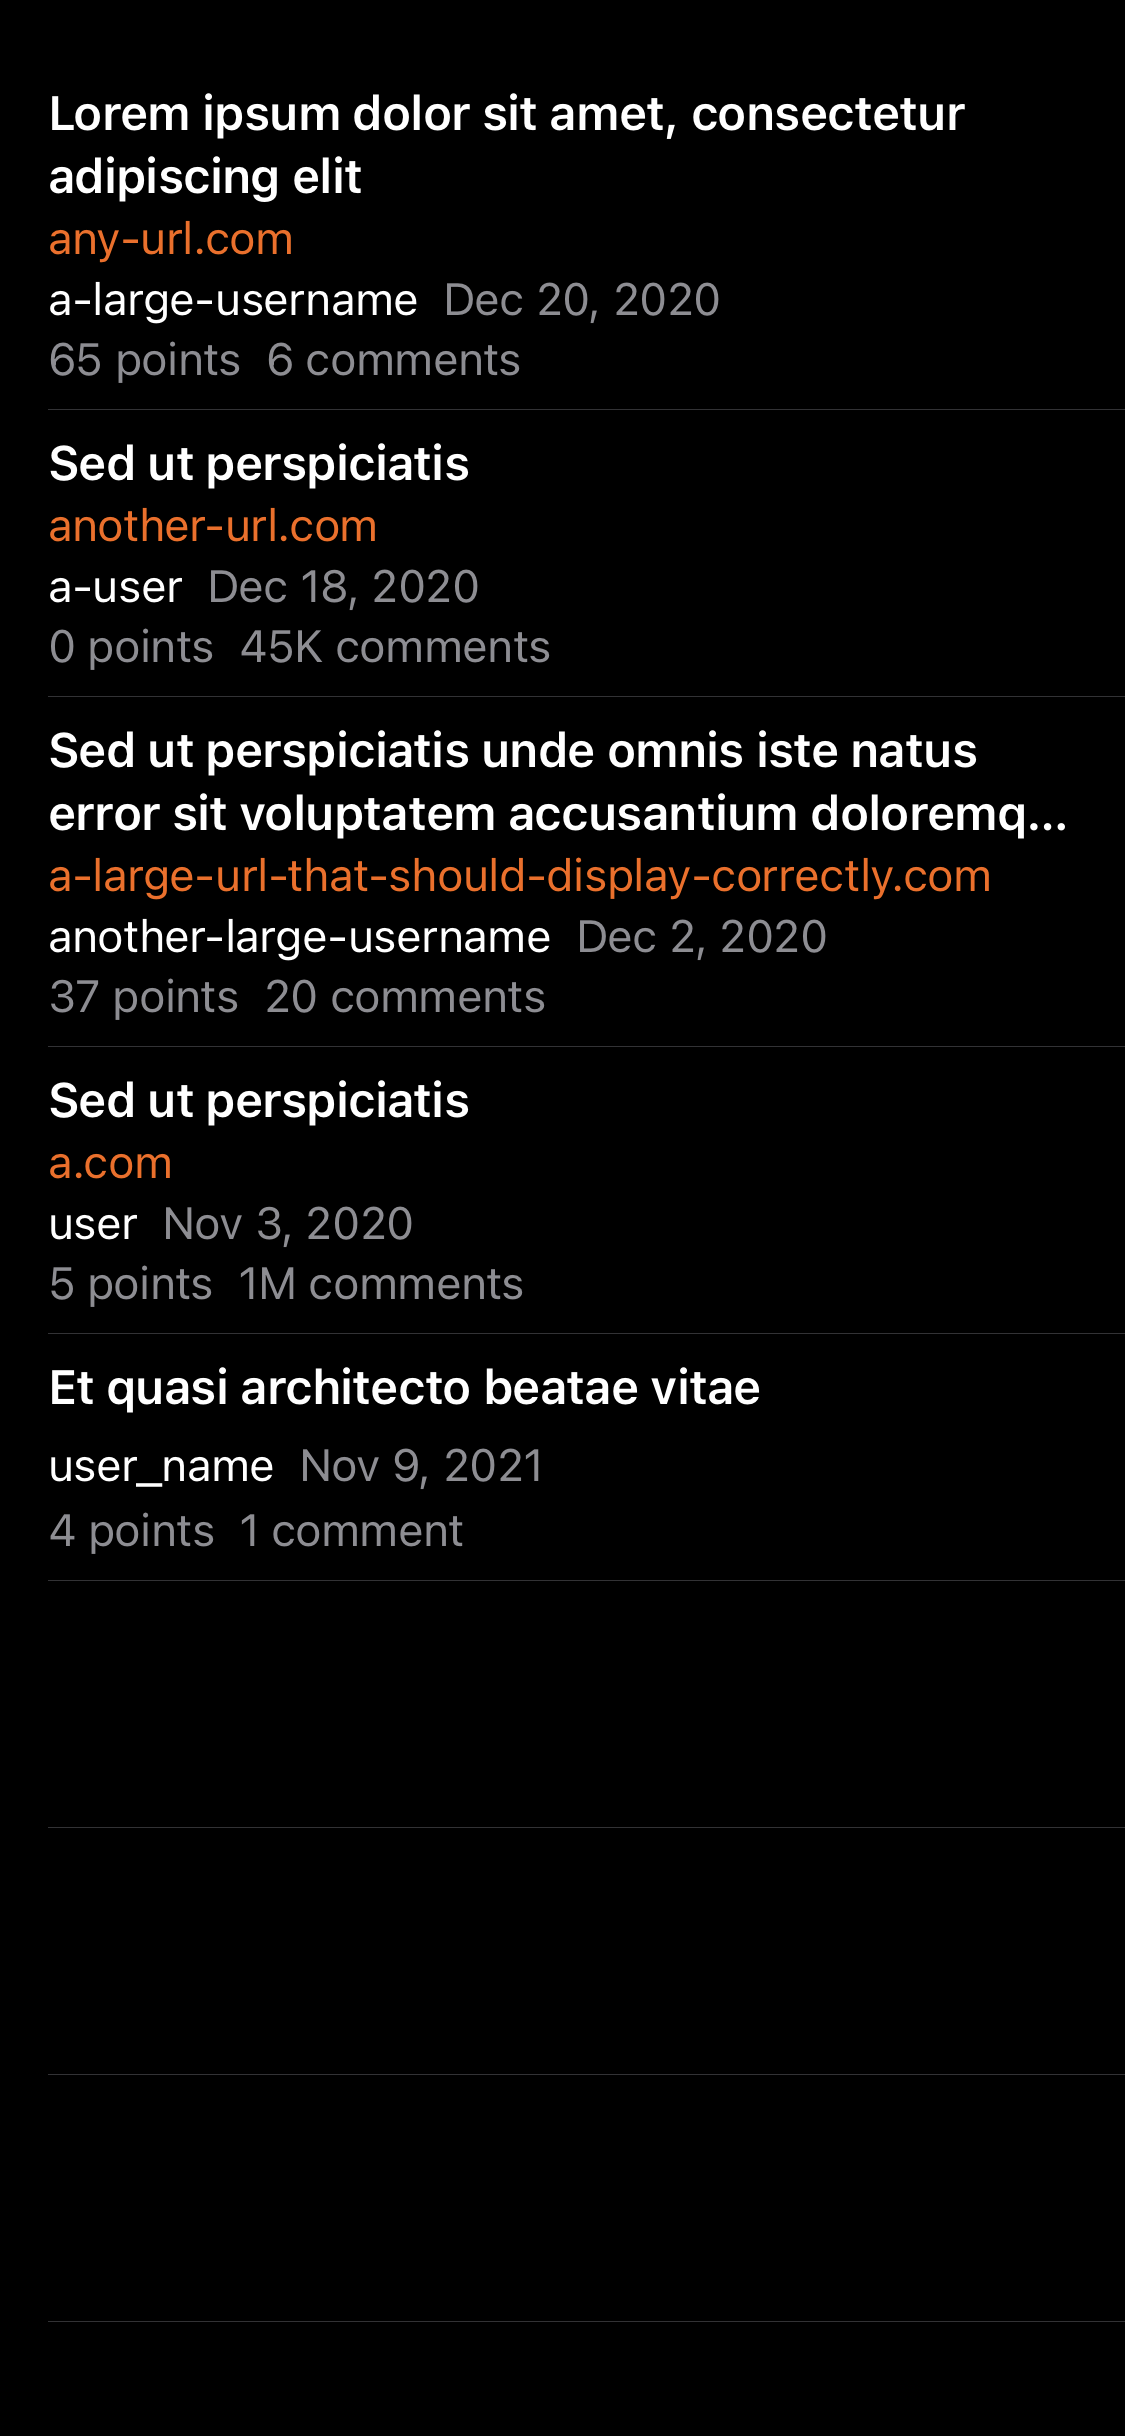 Lorem ipsum dolor sit amet, consectetur
adipiscing elit
any-url.com
a-large-username Dec 20, 2020
65 points 6 comments
Sed ut perspiciatis
another-url.com
a-user Dec 18, 2020
0 points 45K comments
Sed ut perspiciatis unde omnis iste natus
error sit voluptatem accusantium doloremq...
a-large-url-that-should-display-correctly.com
another-large-username Dec 2, 2020
37 points 20 comments
Sed ut perspiciatis
a.com
user Nov 3, 2020
5 points 1M comments
Et quasi architecto beatae vitae
user_name Nov 9, 2021
4 points 1 comment